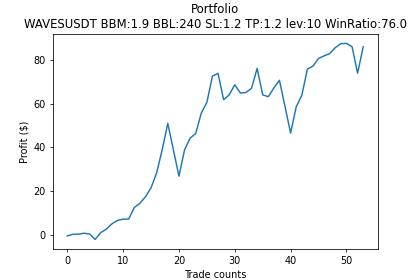 Portfolio
WAVESUSDT BBM:1.9 BBL:240 SL:1.2 TP:1.2 lev:10 WinRatio:76.0
80
60
40
20
0
Profit ($)
0 10 20 30 40 50
Trade counts